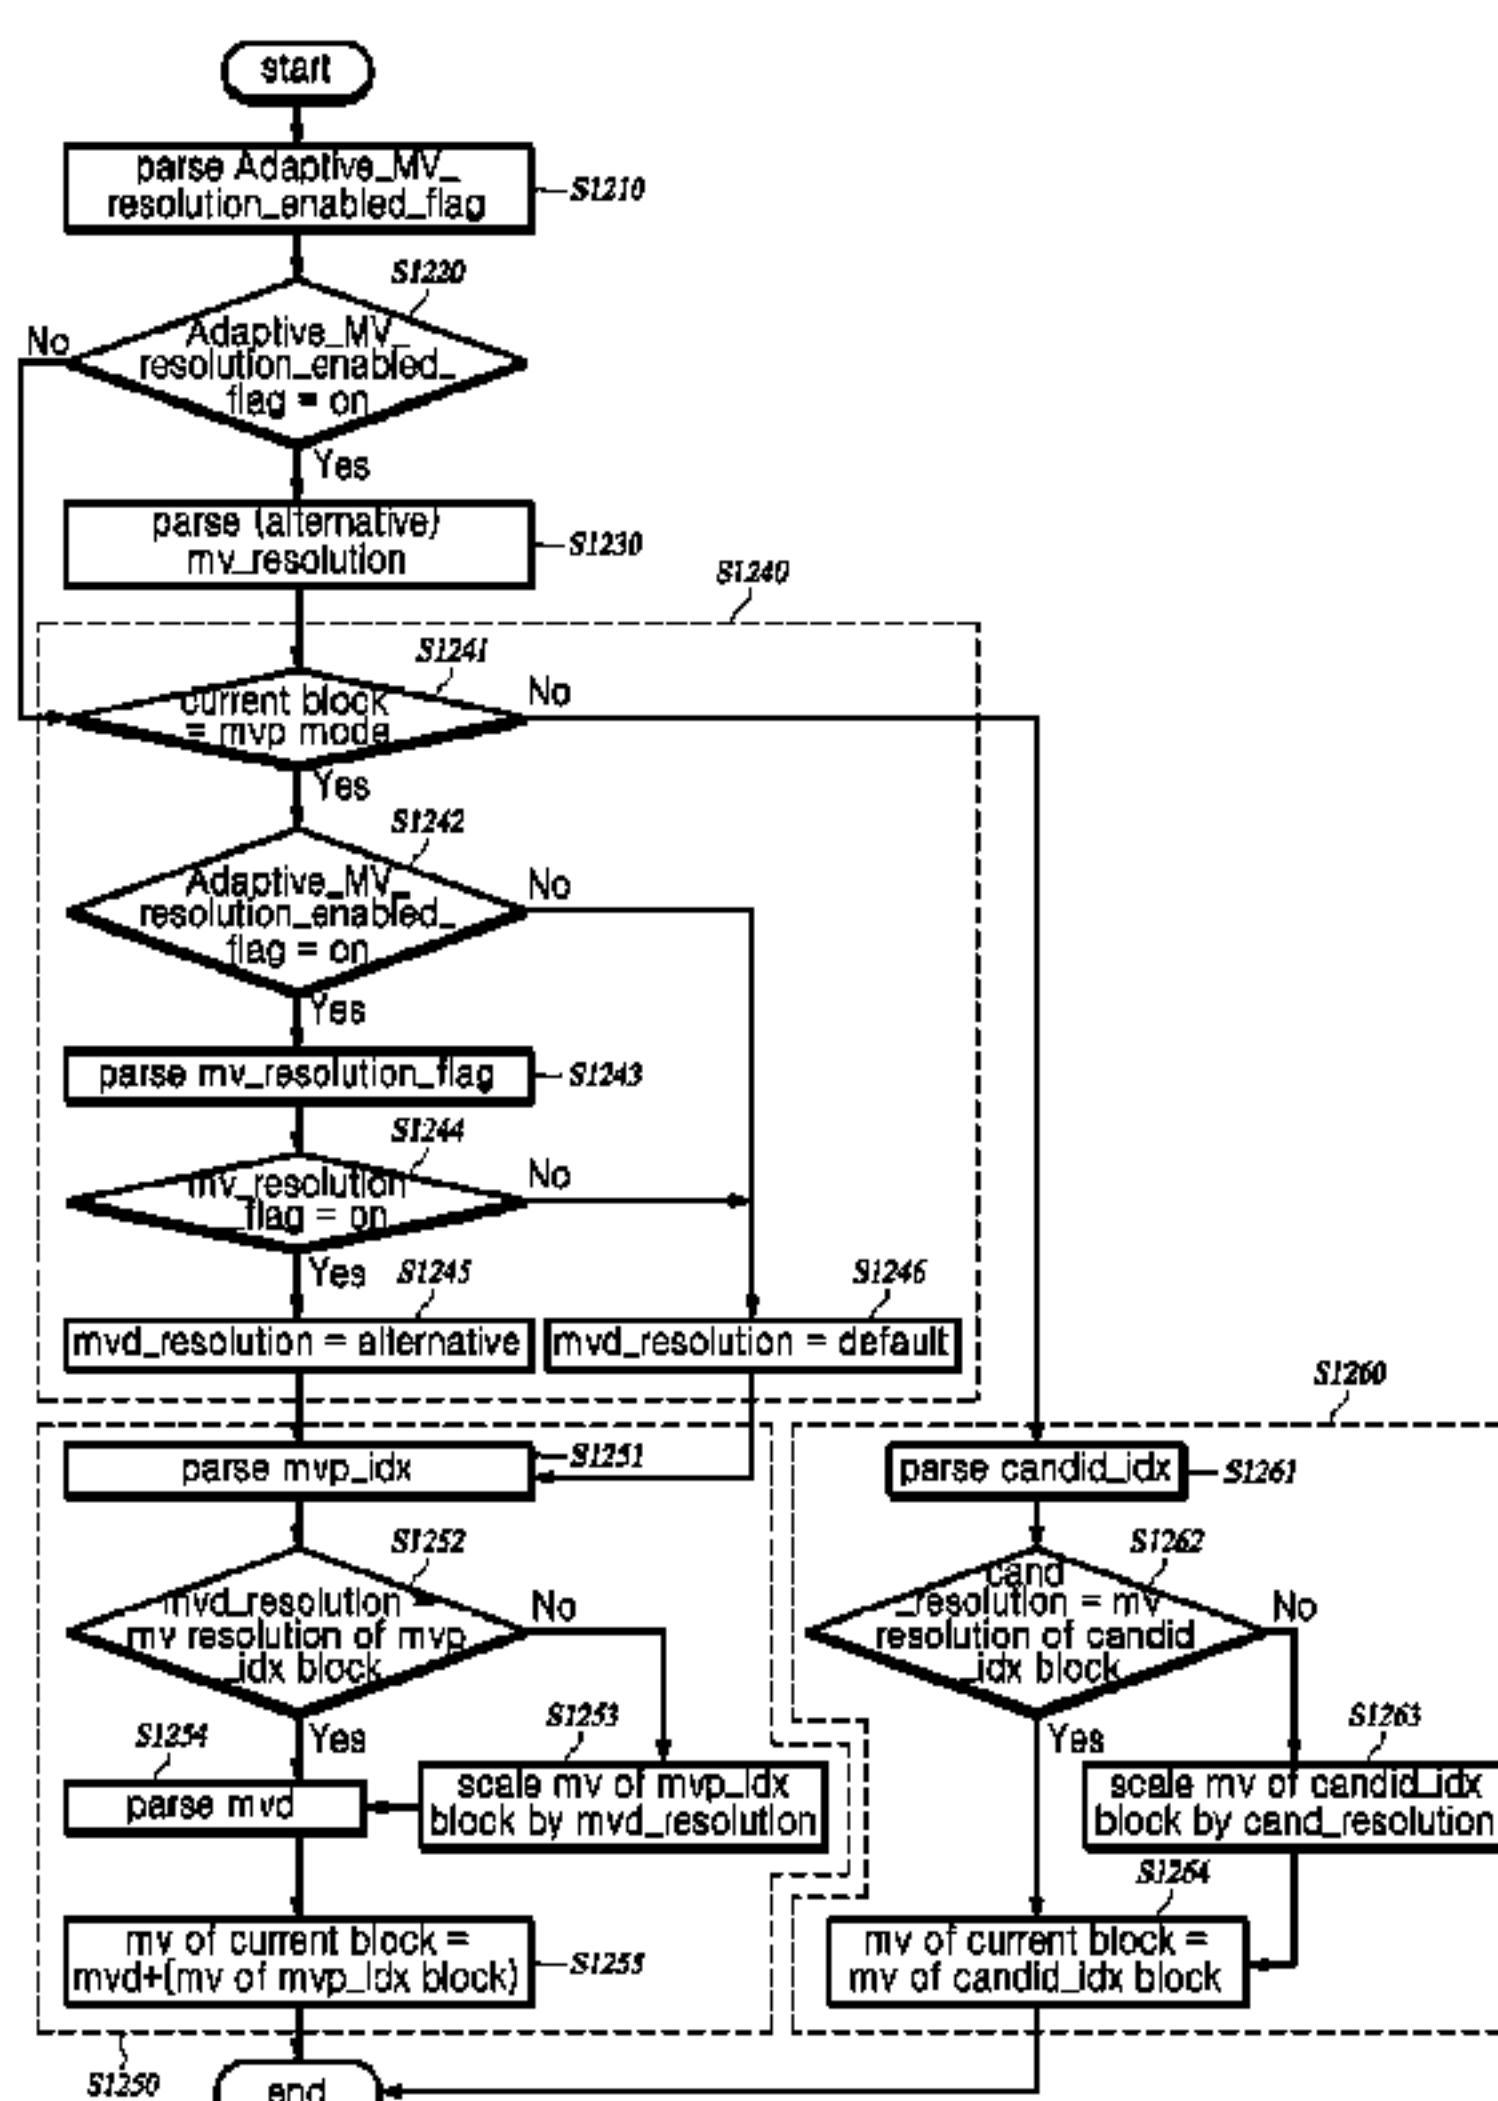 start
parse Adaptive_MV_
resolution_enabled_flag
S1210
S1220
Adaptive_MV_
resolution_enabled_
flag = on
No
Yes
parse (alternative)
mv_resolution
S1230
S1240
S1241
current block
= mvp mode
No
Yes
S1242
Adaptive_MV_
resolution_enabled_
flag = on
No
Yes
parse mv_resolution_flag
S1243
S1244
mv_resolution
_flag = on
No
Yes
S1245
S1246
mvd_resolution = alternative
mvd_resolution = default
S1260
parse mvp_idx
S1251
parse candid_idx
S1261
S1252
mvd_resolution =
mv resolution of mvp
_idx block
No
Yes
S1262
cand
_resolution = mv
resolution of candid
_idx block
No
Yes
S1254
parse mvd
S1253
scale mv of mvp_idx
block by mvd_resolution
S1263
scale mv of candid_idx
block by cand_resolution
S1264
mv of current block =
mvd+(mv of mvp_idx block)
S1255
mv of current block =
mv of candid_idx block
S1250
end